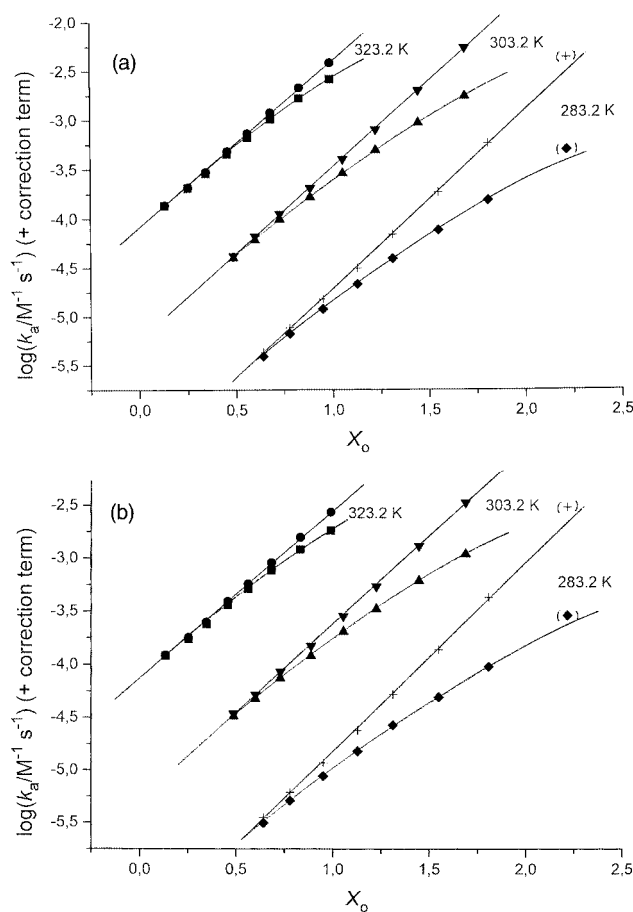 (a)
323.2 K
303.2 K
(+)
283.2 K
(◆)
-2,0
-2,5
-3,0
-3,5
-4,0
-4,5
-5,0
-5,5
log(kₐ/M⁻¹ s⁻¹) (+ correction term)
0,0 0,5 1,0 1,5 2,0 2,5
Xₒ
(b)
323.2 K
303.2 K
(+)
283.2 K
(◆)
-2,5
-3,0
-3,5
-4,0
-4,5
-5,0
-5,5
log(kₐ/M⁻¹ s⁻¹) (+ correction term)
0,0 0,5 1,0 1,5 2,0 2,5
Xₒ